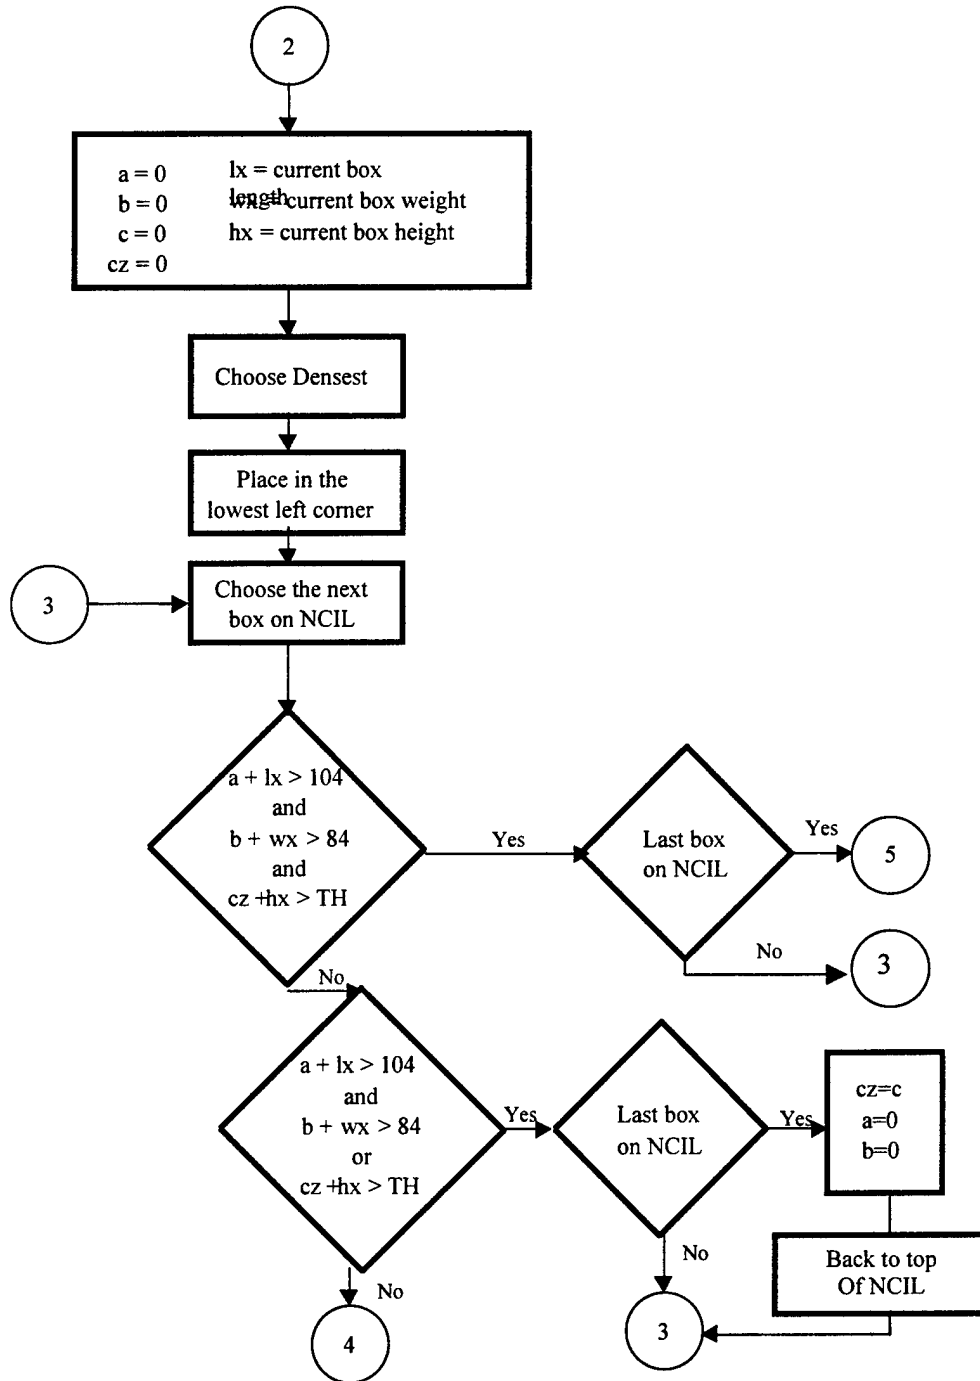 2
a = 0
b = 0
c = 0
cz = 0
lx = current box
length
wx = current box weight
hx = current box height
Choose Densest
Place in the
lowest left corner
3
Choose the next
box on NCIL
a + lx > 104
and
b + wx > 84
and
cz +hx > TH
Yes
Last box
on NCIL
Yes
5
No
3
No
a + lx > 104
and
b + wx > 84
or
cz +hx > TH
Yes
Last box
on NCIL
Yes
cz=c
a=0
b=0
Back to top
Of NCIL
No
3
No
4